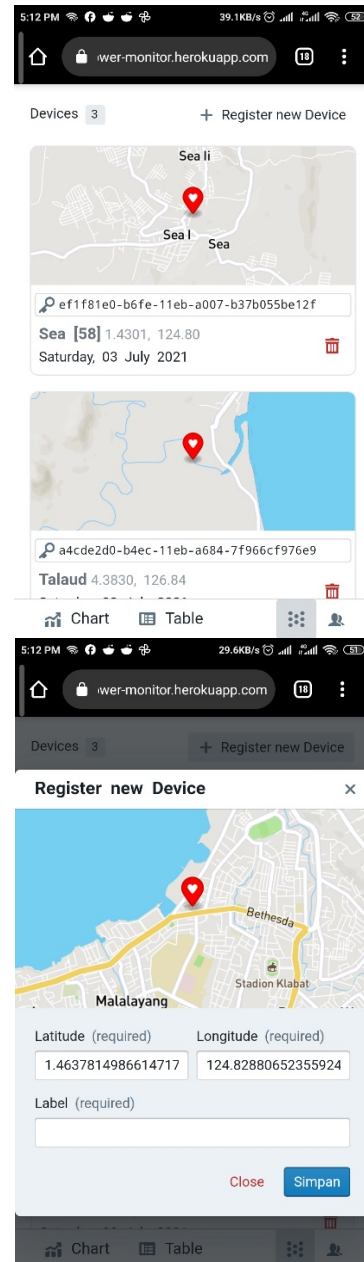 5:12 PM 39.1KB/s 52
wer-monitor.herokuapp.com 18
Devices 3 + Register new Device
Sea Ii
Sea I
Sea
ef1f81e0-b6fe-11eb-a007-b37b055be12f
Sea [58] 1.4301, 124.80
Saturday, 03 July 2021
a4cde2d0-b4ec-11eb-a684-7f966cf976e9
Talaud 4.3830, 126.84
Chart Table
5:12 PM 29.6KB/s 51
wer-monitor.herokuapp.com 18
Devices 3 + Register new Device
Register new Device ×
Bethesda
Stadion Klabat
Malalayang
Latitude (required) Longitude (required)
1.4637814986614717 124.82880652355924
Label (required)
Close Simpan
Chart Table